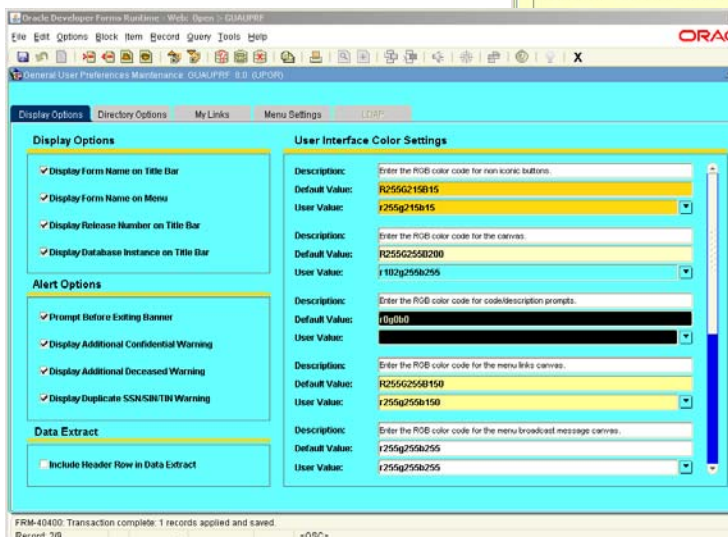 Oracle Developer Forms Runtime - Web: Open > GUAUPRF
File Edit Options Block Item Record Query Tools Help
ORAC
X
General User Preferences Maintenance GUAUPRF 8.0 (UPGR)
Display Options Directory Options My Links Menu Settings LDAP
Display Options
Display Form Name on Title Bar
Display Form Name on Menu
Display Release Number on Title Bar
Display Database Instance on Title Bar
Alert Options
Prompt Before Exiting Banner
Display Additional Confidential Warning
Display Additional Deceased Warning
Display Duplicate SSN/SIN/TIN Warning
Data Extract
Include Header Row in Data Extract
User Interface Color Settings
Description: Enter the RGB color code for non iconic buttons.
Default Value: R255G215B15
User Value: r255g215b15
Description: Enter the RGB color code for the canvas.
Default Value: R255G255B200
User Value: r102g255b255
Description: Enter the RGB color code for code/description prompts.
Default Value: r0g0b0
User Value:
Description: Enter the RGB color code for the menu links canvas.
Default Value: R255G255B150
User Value: r255g255b150
Description: Enter the RGB color code for the menu broadcast message canvas.
Default Value: r255g255b255
User Value: r255g255b255
FRM-40400: Transaction complete: 1 records applied and saved.
Record: 2/9 <OSC>